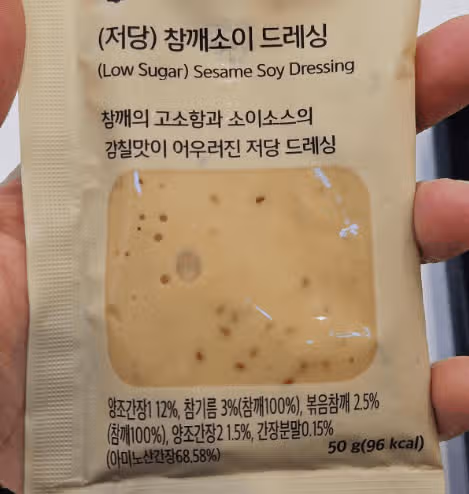 (저당) 참깨소이 드레싱
(Low Sugar) Sesame Soy Dressing
참깨의 고소함과 소이소스의
감칠맛이 어우러진 저당 드레싱
양조간장1 12%, 참기름 3%(참깨100%), 볶음참깨 2.5%
(참깨100%), 양조간장2 1.5%, 간장분말0.15%
(아미노산간장68.58%)
50 g(96 kcal)